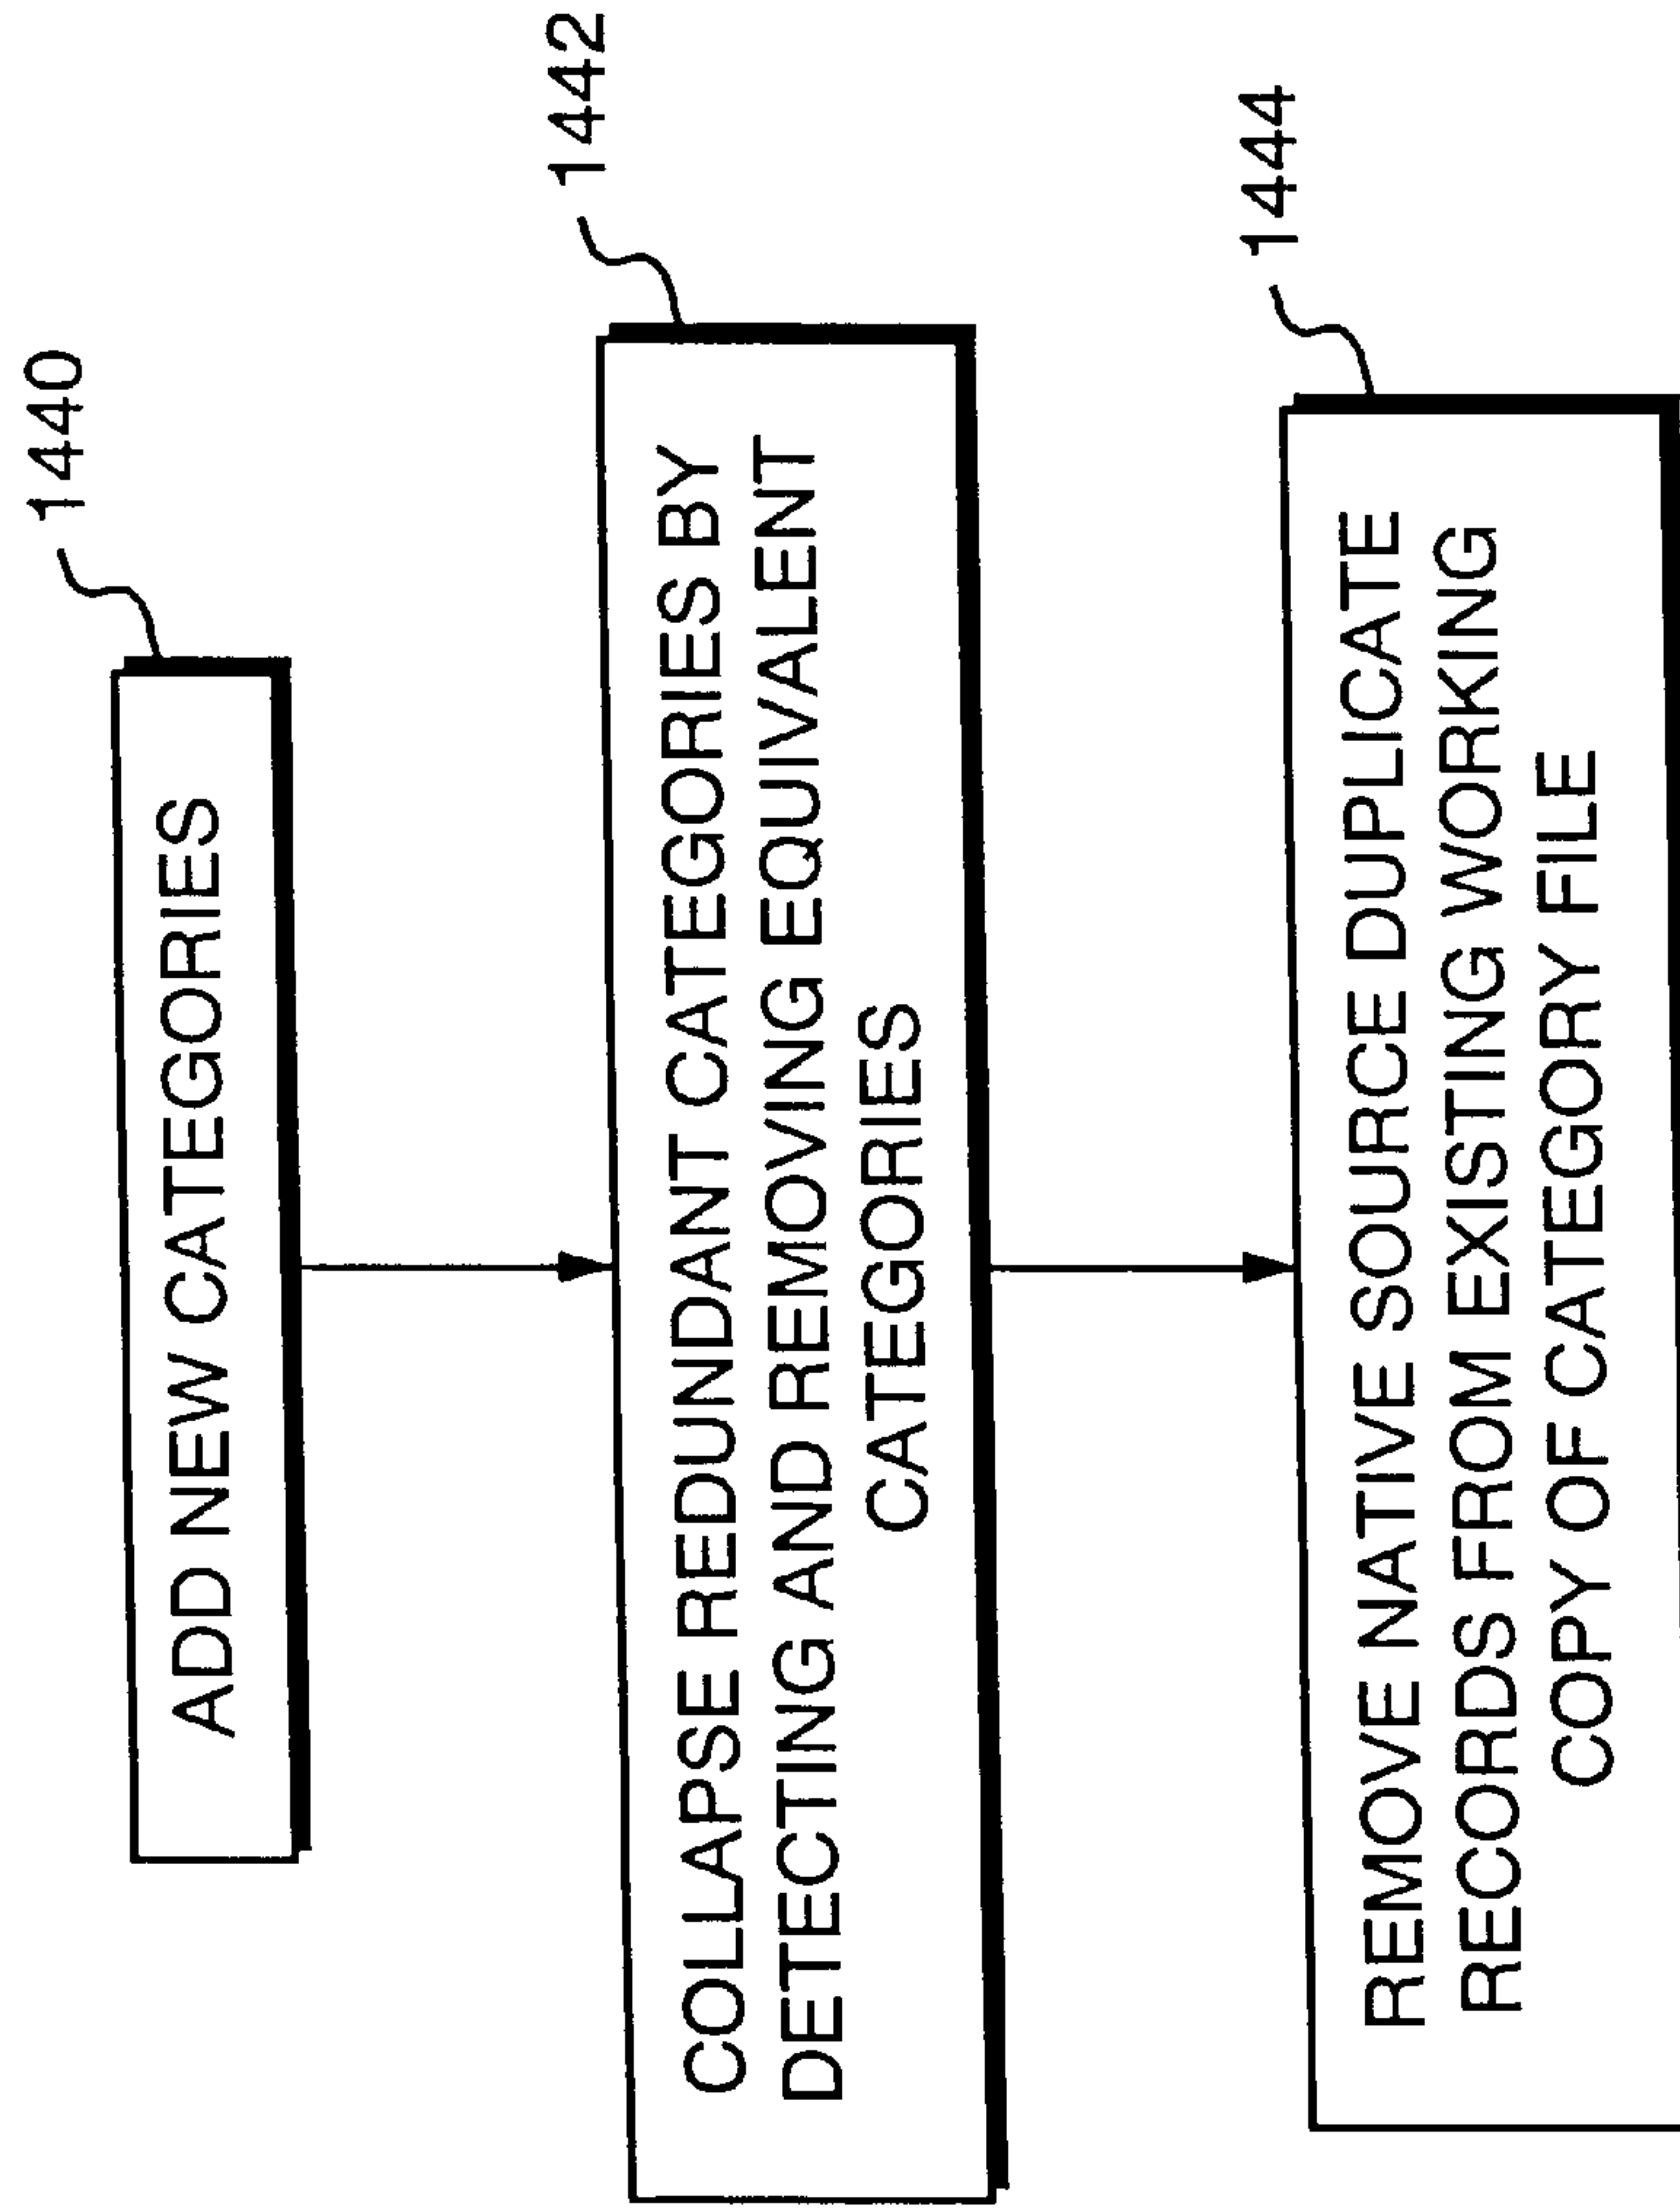 1440
ADD NEW CATEGORIES
1442
COLLAPSE REDUNDANT CATEGORIES BY
DETECTING AND REMOVING EQUIVALENT
CATEGORIES
1444
REMOVE NATIVE SOURCE DUPLICATE
RECORDS FROM EXISTING WORKING
COPY OF CATEGORY FILE